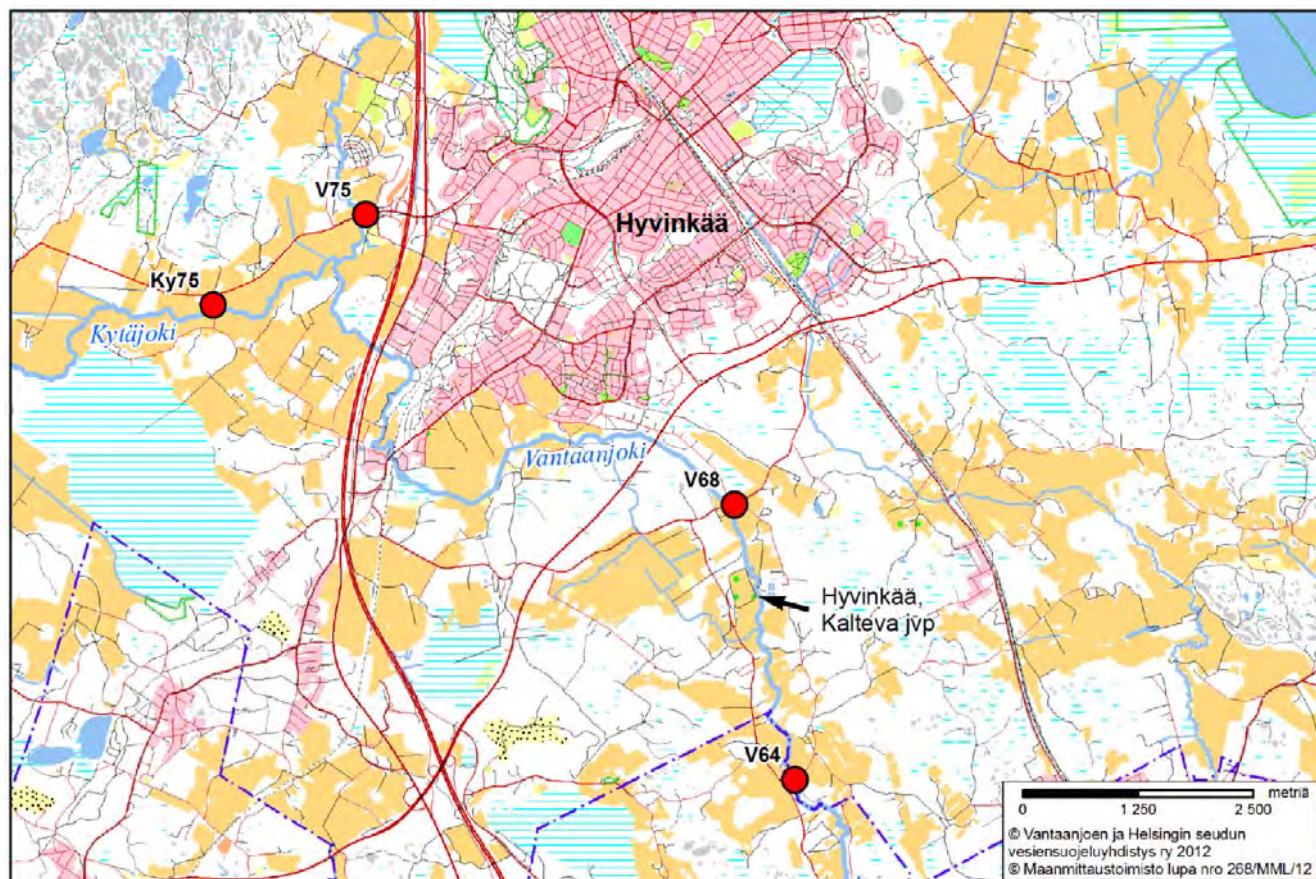 V75
Hyvinkää
Ky75
Kytäjoki
Vantaanjoki
V68
Hyvinkää,
Kalteva jvp
V64
metriä
0 1 250 2 500
© Vantaanjoen ja Helsingin seudun
vesiensuojeluyhdistys ry 2012
© Maanmittaustoimisto lupa nro 268/MML/12